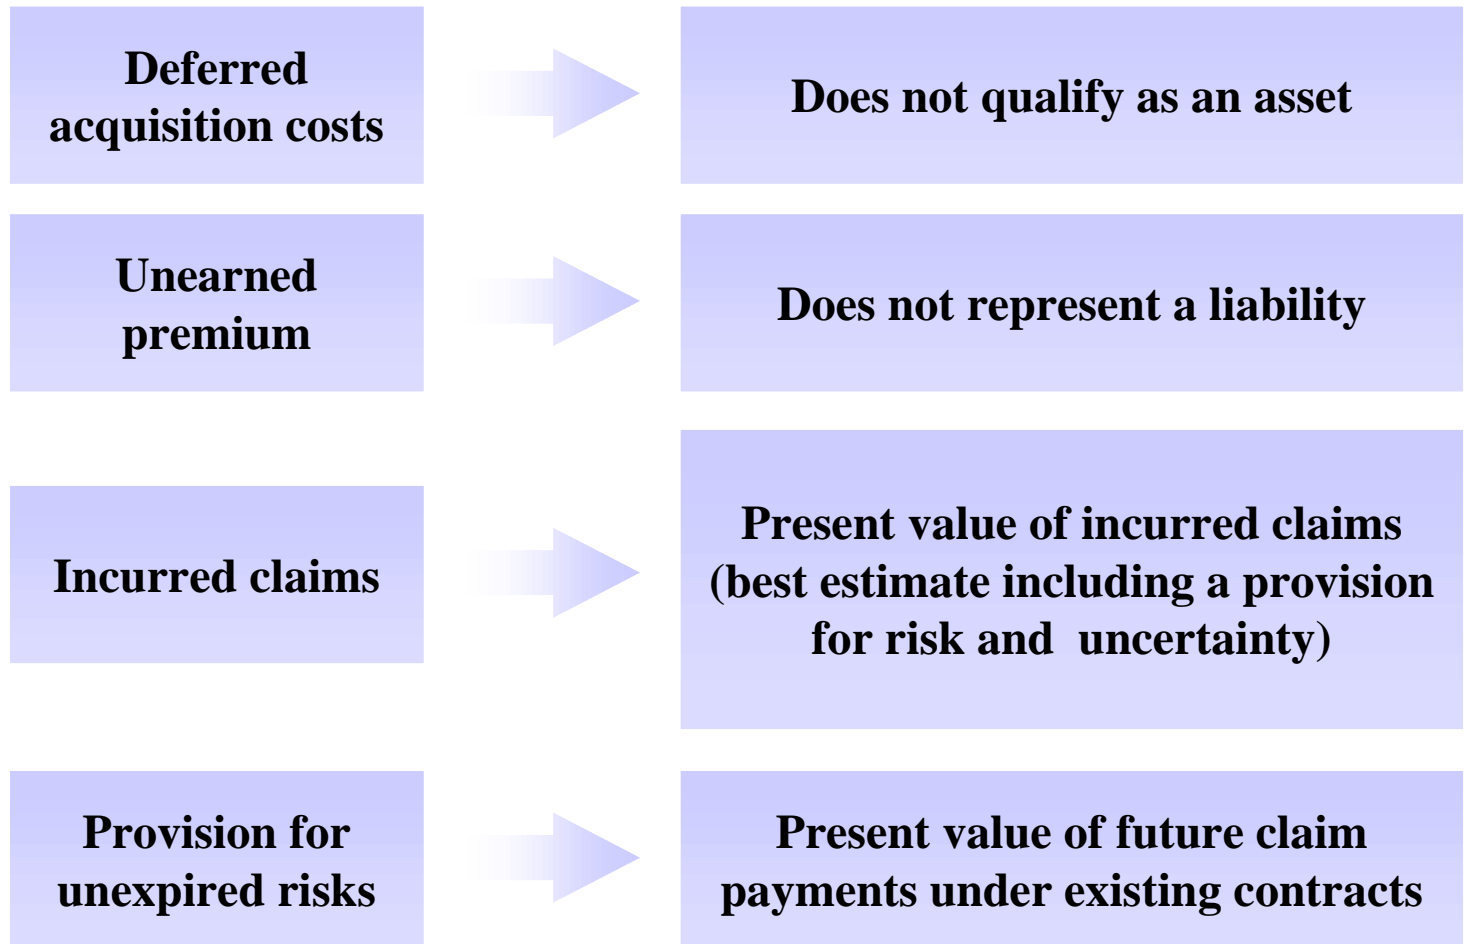 Deferred
acquisition costs
Does not qualify as an asset
Unearned
premium
Does not represent a liability
Incurred claims
Present value of incurred claims
(best estimate including a provision
for risk and  uncertainty)
Provision for
unexpired risks
Present value of future claim
payments under existing contracts